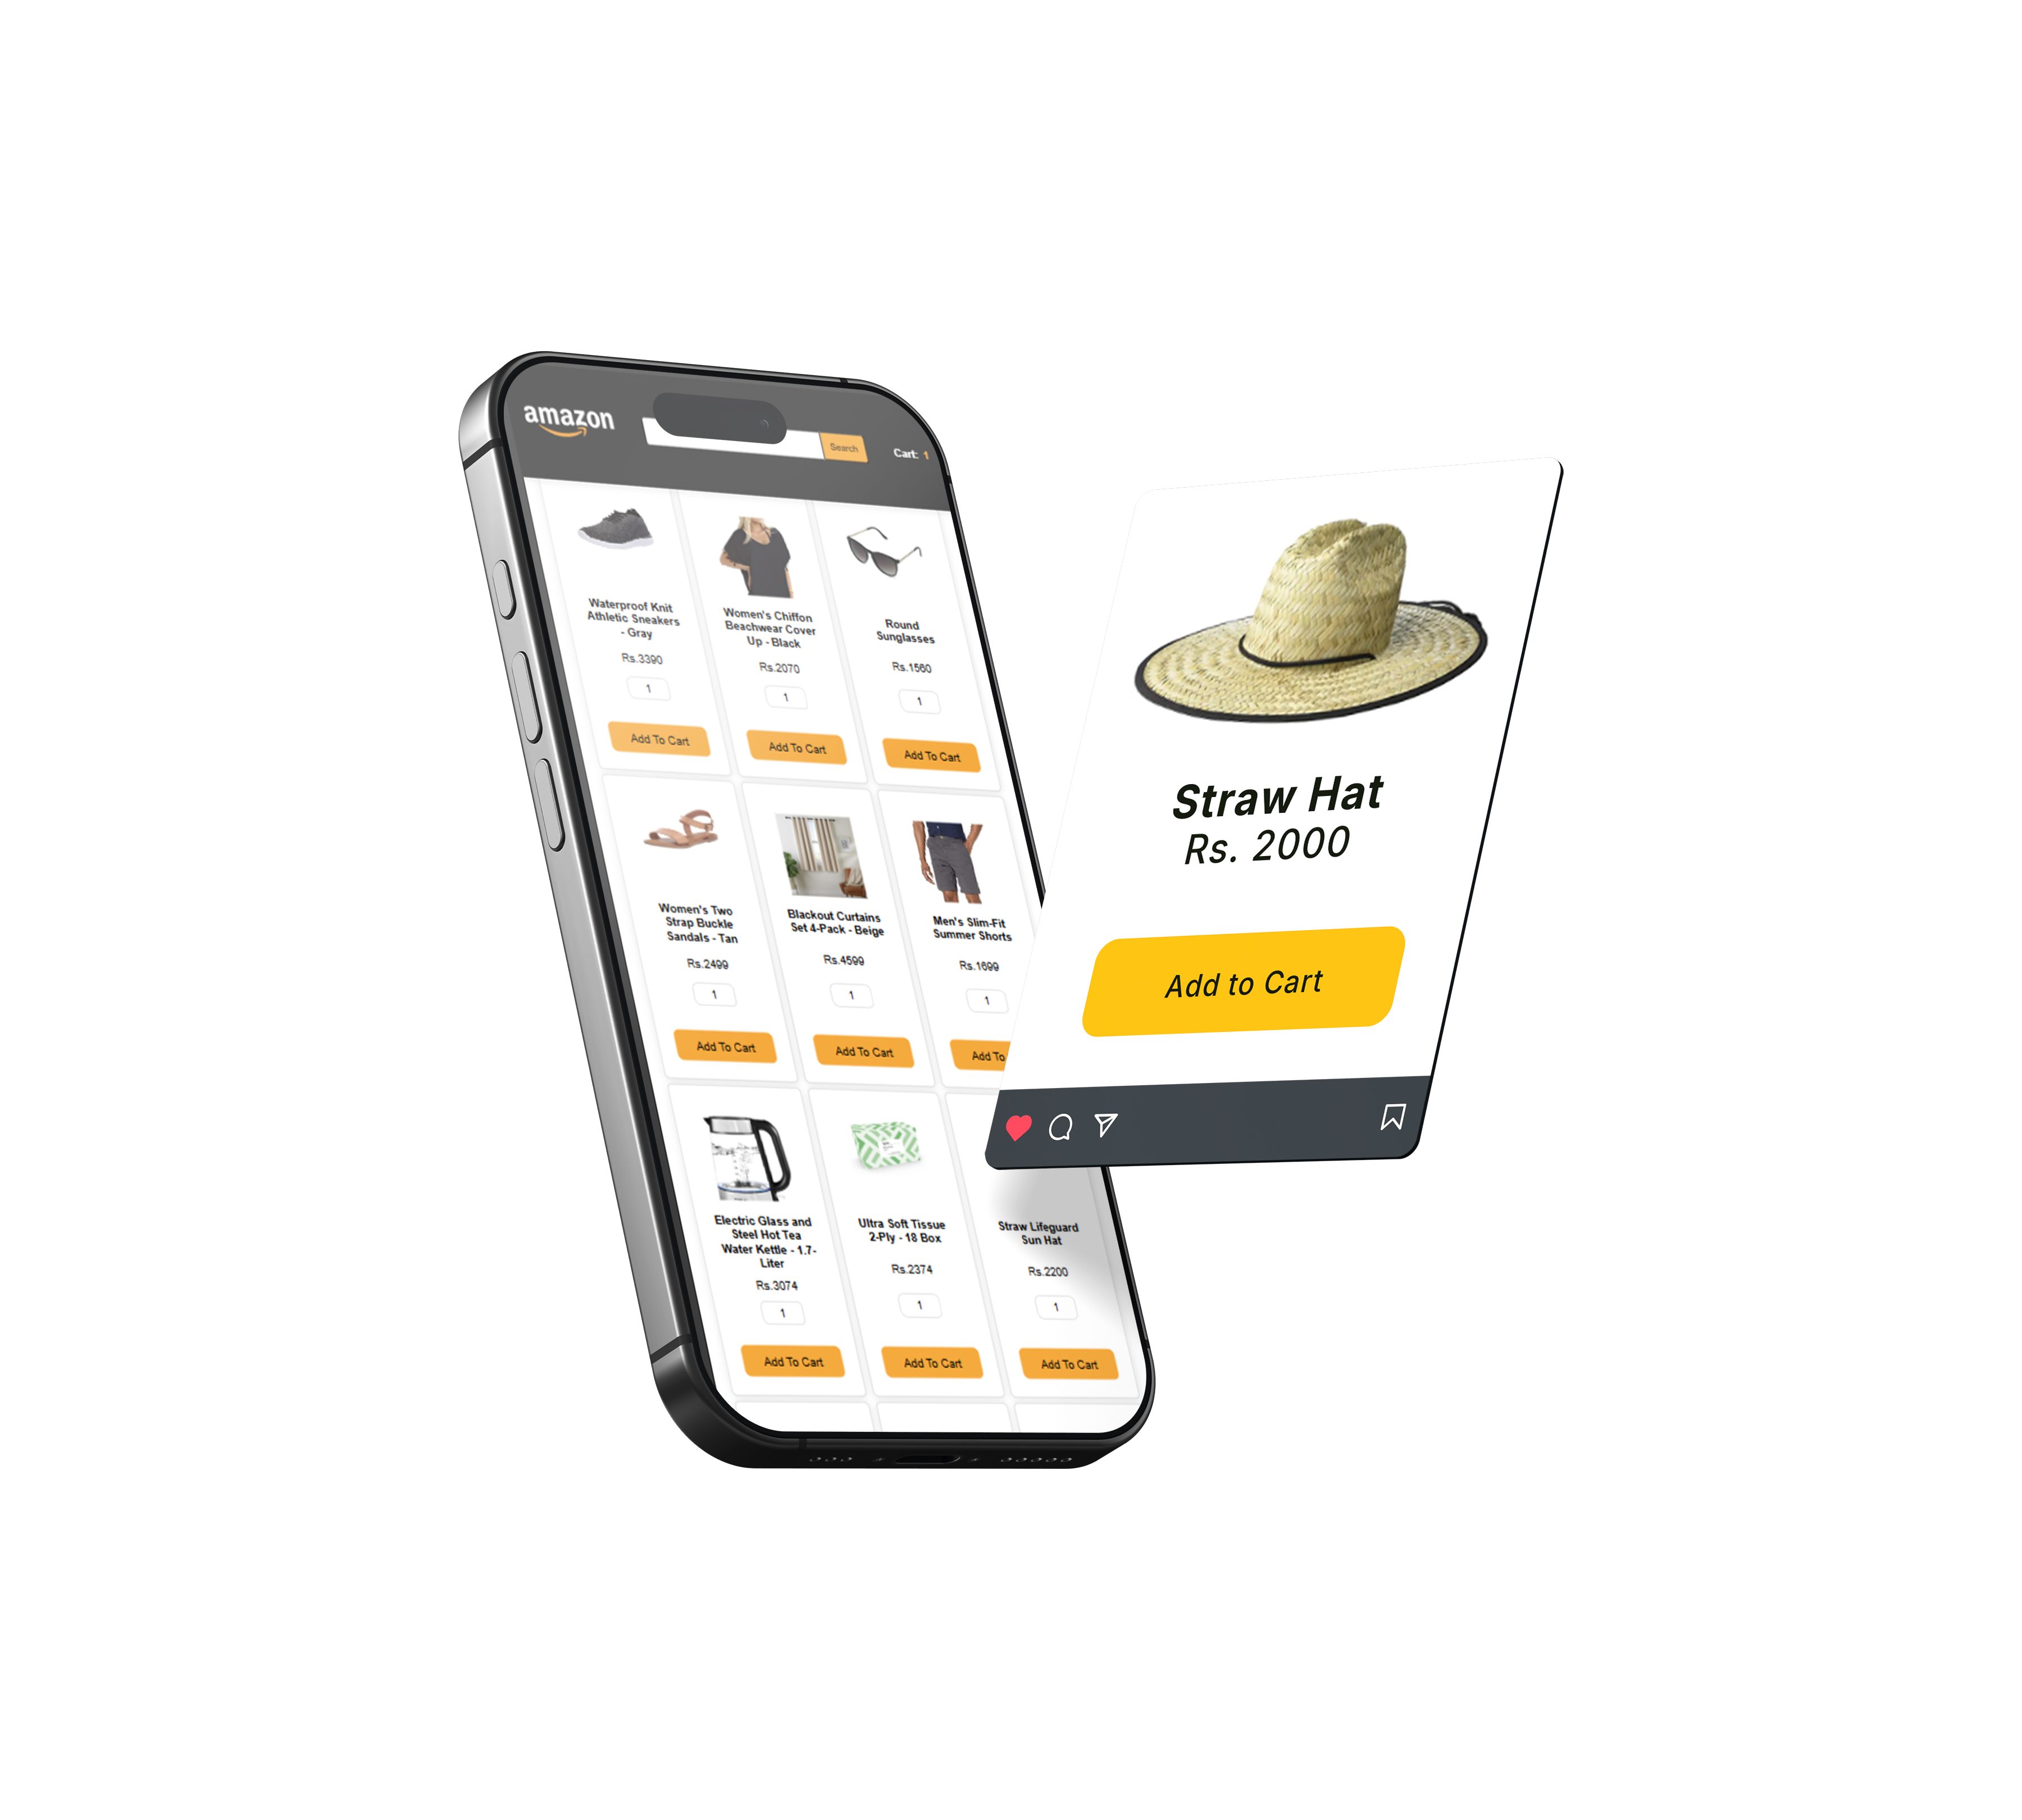 amazon
Search
Cart: 1
Waterproof Knit
Athletic Sneakers
- Gray
Rs.3390
1
Add To Cart
Women's Chiffon
Beachwear Cover
Up - Black
Rs.2070
1
Add To Cart
Round
Sunglasses
Rs.1560
1
Add To Cart
Women's Two
Strap Buckle
Sandals - Tan
Rs.2499
1
Add To Cart
Blackout Curtains
Set 4-Pack - Beige
Rs.4599
1
Add To Cart
Men's Slim-Fit
Summer Shorts
Rs.1699
1
Add To
Electric Glass and
Steel Hot Tea
Water Kettle - 1.7-
Liter
Rs.3074
1
Add To Cart
Ultra Soft Tissue
2-Ply - 18 Box
Rs.2374
1
Add To Cart
Straw Lifeguard
Sun Hat
Rs.2200
1
Add To Cart
Straw Hat
Rs. 2000
Add to Cart